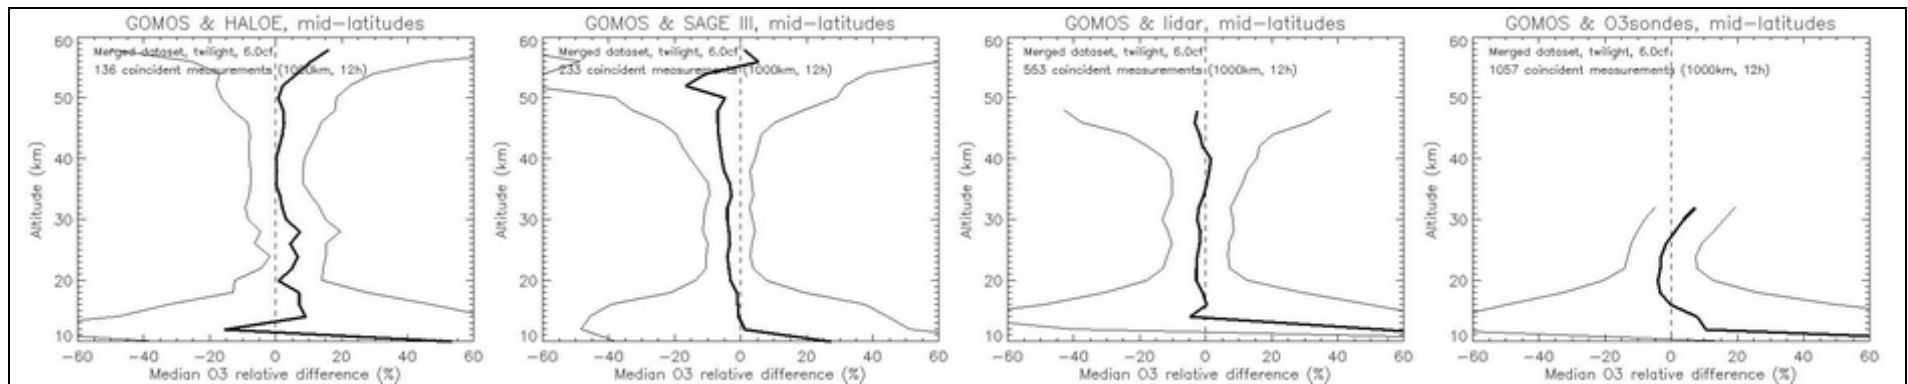 GOMOS & HALOE, mid-latitudes
Merged dataset, twilight, 6.0cf
136 coincident measurements (1000km, 12h)
60
50
40
30
20
10
Altitude (km)
-60 -40 -20 0 20 40 60
Median O3 relative difference (%)
GOMOS & SAGE III, mid-latitudes
Merged dataset, twilight, 6.0cf
233 coincident measurements (1000km, 12h)
60
50
40
30
20
10
Altitude (km)
-60 -40 -20 0 20 40 60
Median O3 relative difference (%)
GOMOS & lidar, mid-latitudes
Merged dataset, twilight, 6.0cf
553 coincident measurements (1000km, 12h)
60
50
40
30
20
10
Altitude (km)
-60 -40 -20 0 20 40 60
Median O3 relative difference (%)
GOMOS & O3sondes, mid-latitudes
Merged dataset, twilight, 6.0cf
1057 coincident measurements (1000km, 12h)
60
50
40
30
20
10
Altitude (km)
-60 -40 -20 0 20 40 60
Median O3 relative difference (%)